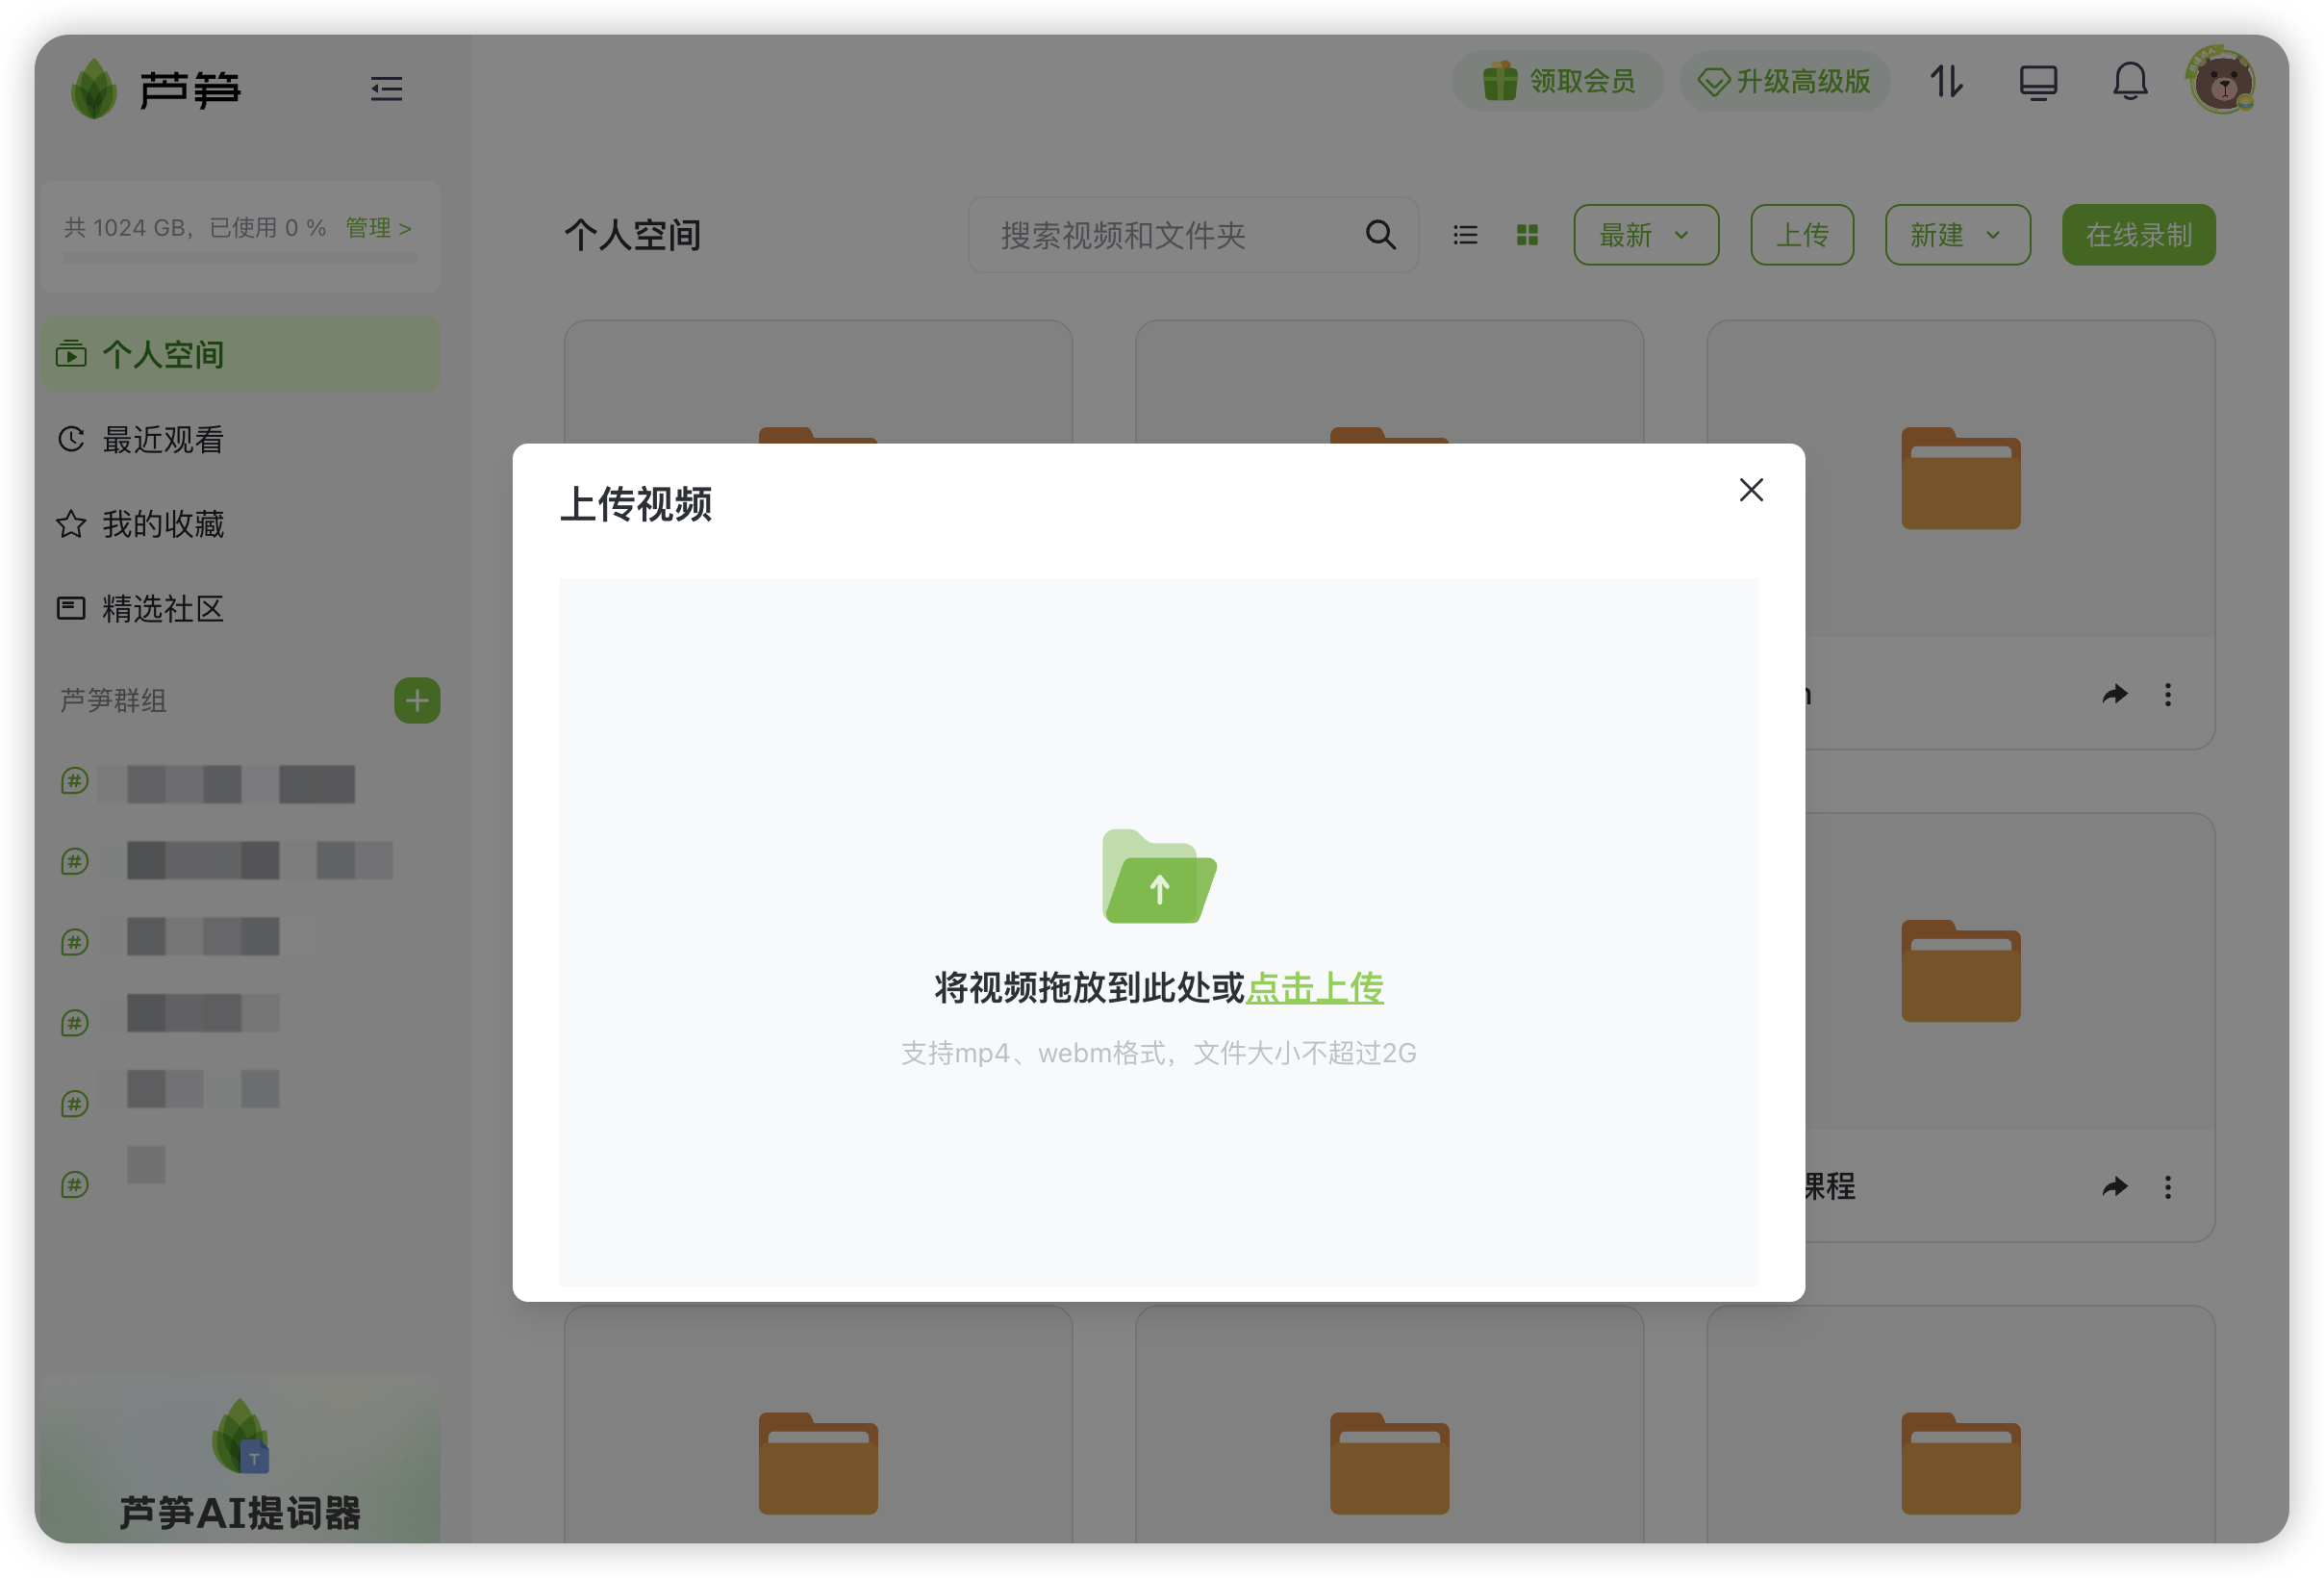 芦笋
领取会员
升级高级版
共 1024 GB，已使用 0 % 管理 >
个人空间
最近观看
我的收藏
精选社区
芦笋群组
芦笋AI提词器
个人空间
搜索视频和文件夹
最新
上传
新建
在线录制
上传视频
将视频拖放到此处或点击上传
支持mp4、webm格式，文件大小不超过2G
课程